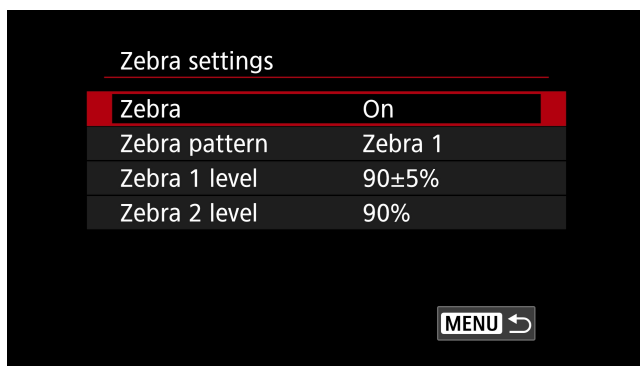 Zebra settings
Zebra On
Zebra pattern Zebra 1
Zebra 1 level 90±5%
Zebra 2 level 90%
MENU